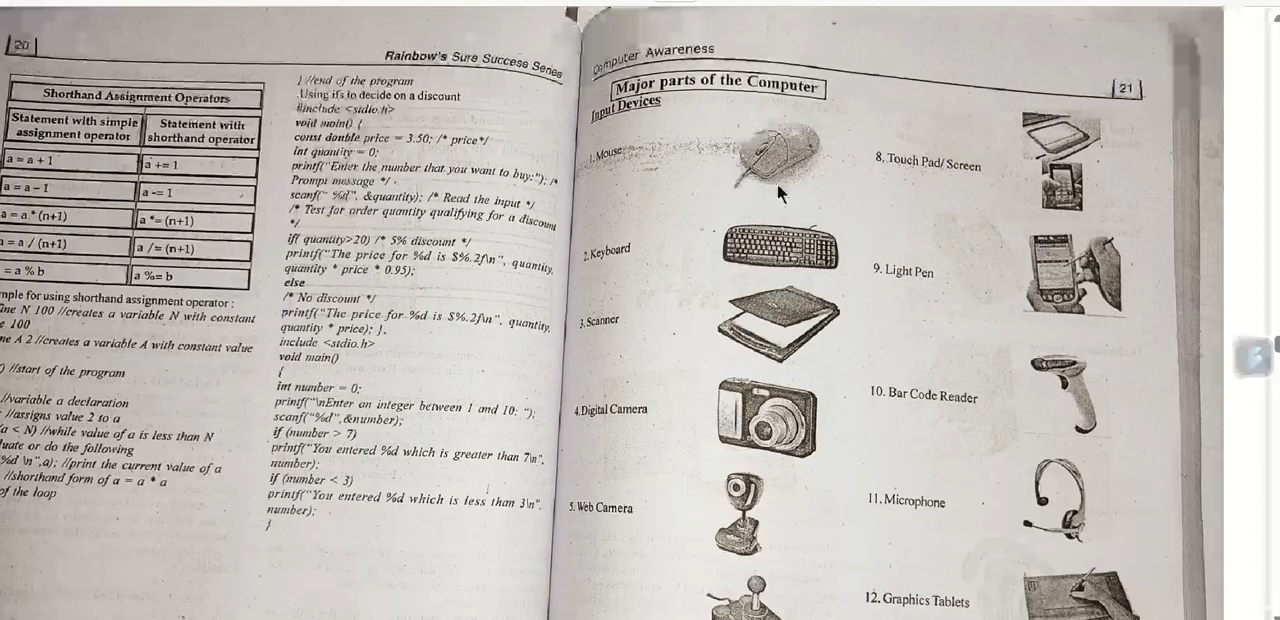 20
Rainbow's Sure Success Series
Shorthand Assignment Operators
Statement with simple assignment operator
Statement with shorthand operator
a = a + 1
a += 1
a = a – 1
a -= 1
a = a * (n+1)
a *= (n+1)
a = a / (n+1)
a /= (n+1)
= a % b
a %= b
mple for using shorthand assignment operator :
ine N 100 //creates a variable N with constant
e 100
ne A 2 //creates a variable A with constant value
) //start of the program
//variable a declaration
//assigns value 2 to a
(a < N) //while value of a is less than N
luate or do the following
%d \n",a); //print the current value of a
//shorthand form of a = a * a
of the loop
} //end of the program
.Using ifs to decide on a discount
#include <stdio.h>
void main() {
const double price = 3.50; /* price*/
int quantity = 0;
printf("Enter the number that you want to buy:"); /*
Prompt message */
scanf(" %d", &quantity); /* Read the input */
/* Test for order quantity qualifying for a discount
*/
if( quantity>20) /* 5% discount */
printf("The price for %d is $%.2f\n", quantity,
quantity * price * 0.95);
else
/* No discount */
printf("The price for %d is $%.2f\n", quantity,
quantity * price); }.
include <stdio.h>
void main()
{
int number = 0;
printf("\nEnter an integer between 1 and 10: ");
scanf("%d",&number);
if (number > 7)
printf("You entered %d which is greater than 7\n",
number);
if (number < 3)
printf("You entered %d which is less than 3\n",
number);
}
Computer Awareness
21
Major parts of the Computer
Input Devices
1. Mouse
2. Keyboard
3. Scanner
4. Digital Camera
5. Web Camera
8. Touch Pad/ Screen
9. Light Pen
10. Bar Code Reader
11. Microphone
12. Graphics Tablets